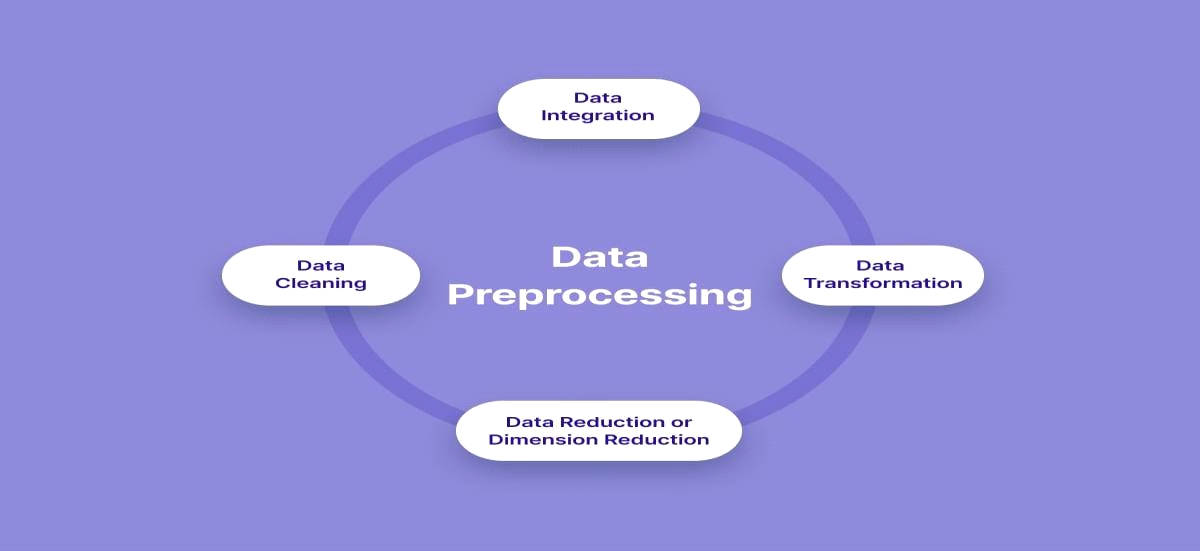 Data
Integration
Data
Cleaning
Data
Preprocessing
Data
Transformation
Data Reduction or
Dimension Reduction